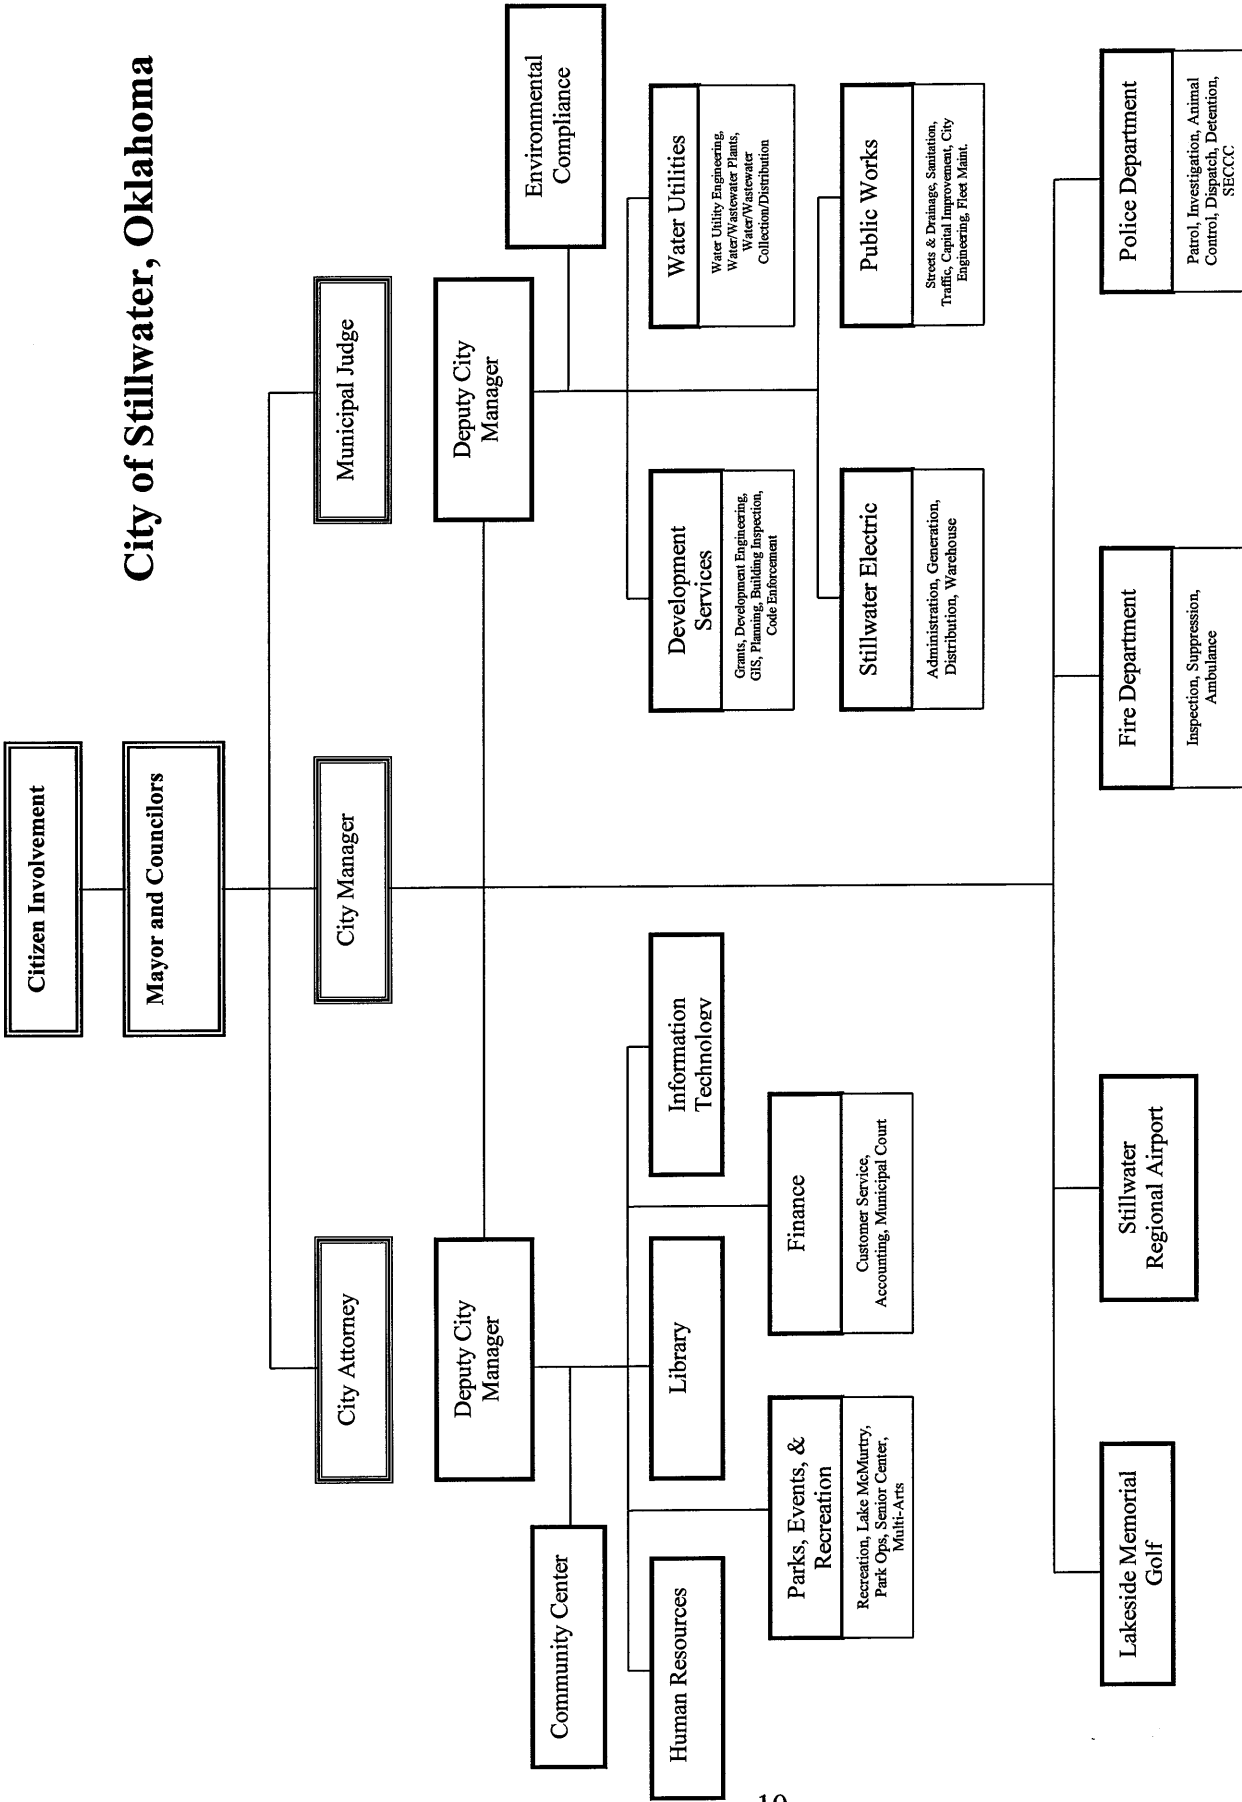 City of Stillwater, Oklahoma
Citizen Involvement
Mayor and Councilors
City Attorney
City Manager
Municipal Judge
Deputy City
Manager
Deputy City
Manager
Community Center
Environmental
Compliance
Human Resources
Library
Information
Technology
Parks, Events, &
Recreation
Recreation, Lake McMurtry,
Park Ops, Senior Center,
Multi-Arts
Finance
Customer Service,
Accounting, Municipal Court
Development
Services
Grants, Development Engineering,
GIS, Planning, Building Inspection,
Code Enforcement
Water Utilities
Water Utility Engineering,
Water/Wastewater Plants,
Water/Wastewater
Collection/Distribution
Stillwater Electric
Administration, Generation,
Distribution, Warehouse
Public Works
Streets & Drainage, Sanitation,
Traffic, Capital Improvement, City
Engineering, Fleet Maint.
Lakeside Memorial
Golf
Stillwater
Regional Airport
Fire Department
Inspection, Suppression,
Ambulance
Police Department
Patrol, Investigation, Animal
Control, Dispatch, Detention,
SECCC